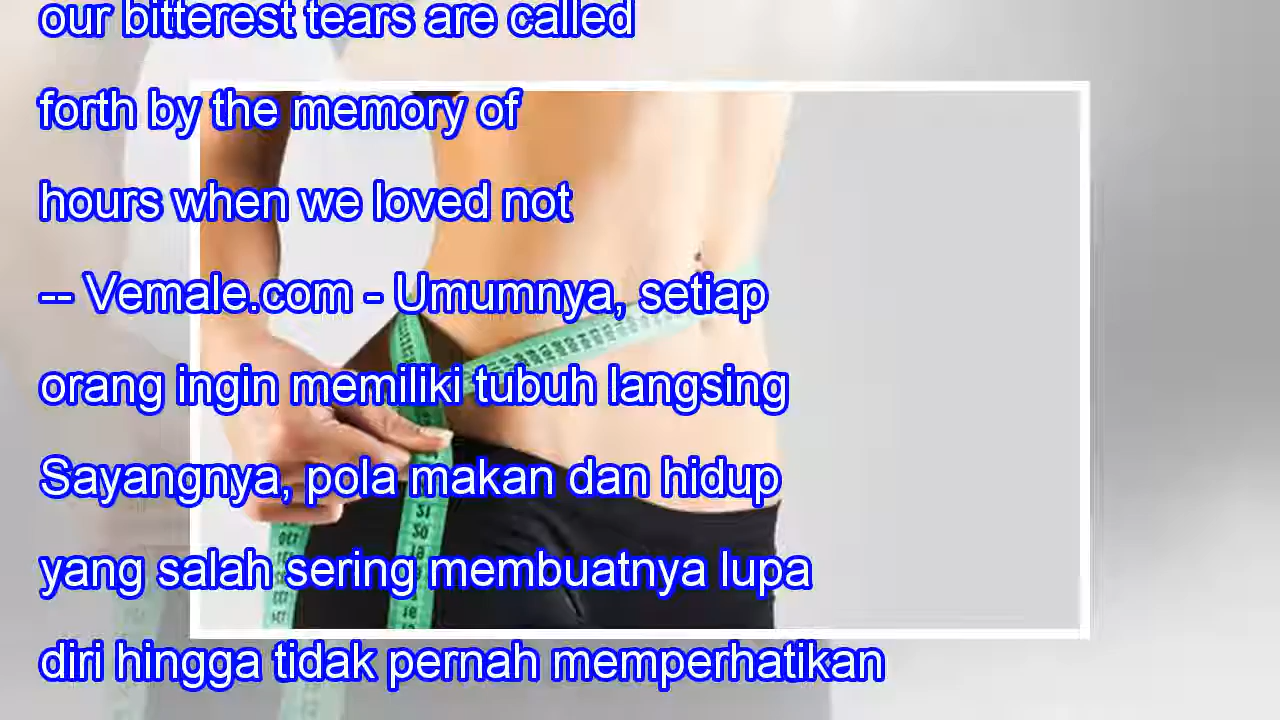 our bitterest tears are called
forth by the memory of
hours when we loved not
-- Vemale.com - Umumnya, setiap
orang ingin memiliki tubuh langsing
Sayangnya, pola makan dan hidup
yang salah sering membuatnya lupa
diri hingga tidak pernah memperhatikan